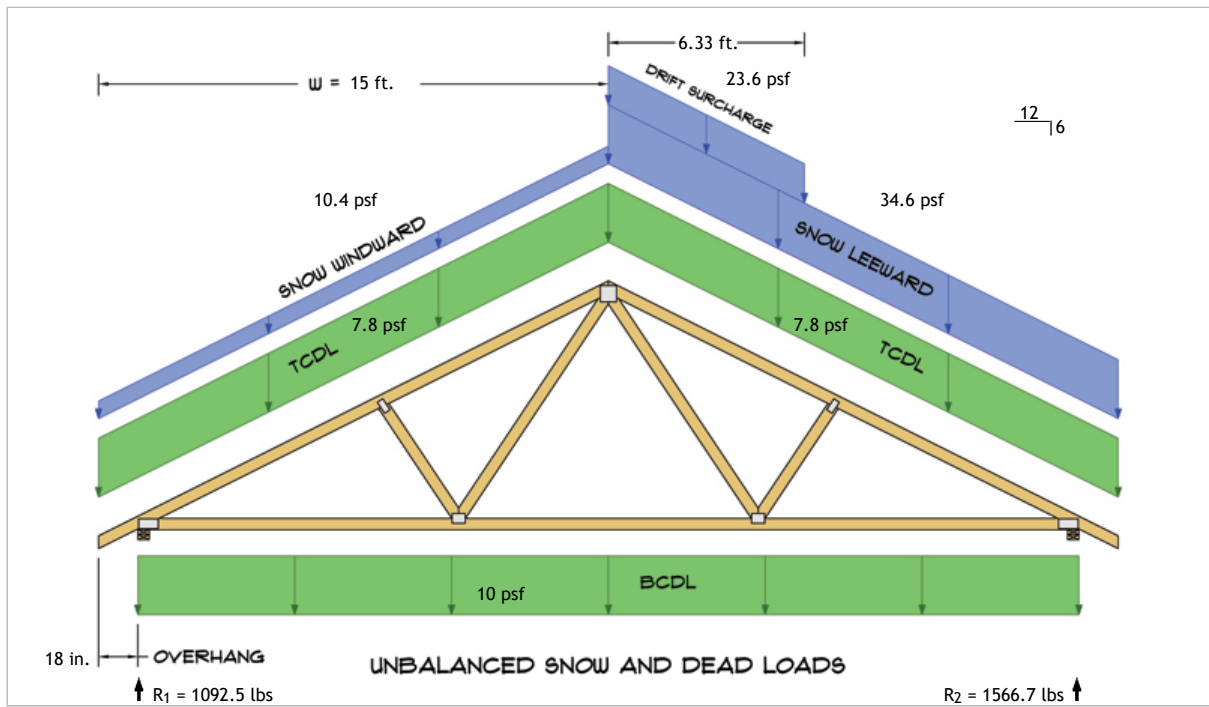 6.33 ft.
DRIFT SURCHARGE
23.6 psf
W = 15 ft.
12
6
10.4 psf
34.6 psf
SNOW WINDWARD
SNOW LEEWARD
7.8 psf
7.8 psf
TCDL
TCDL
BCDL
10 psf
18 in.
OVERHANG
UNBALANCED SNOW AND DEAD LOADS
R1 = 1092.5 lbs
R2 = 1566.7 lbs